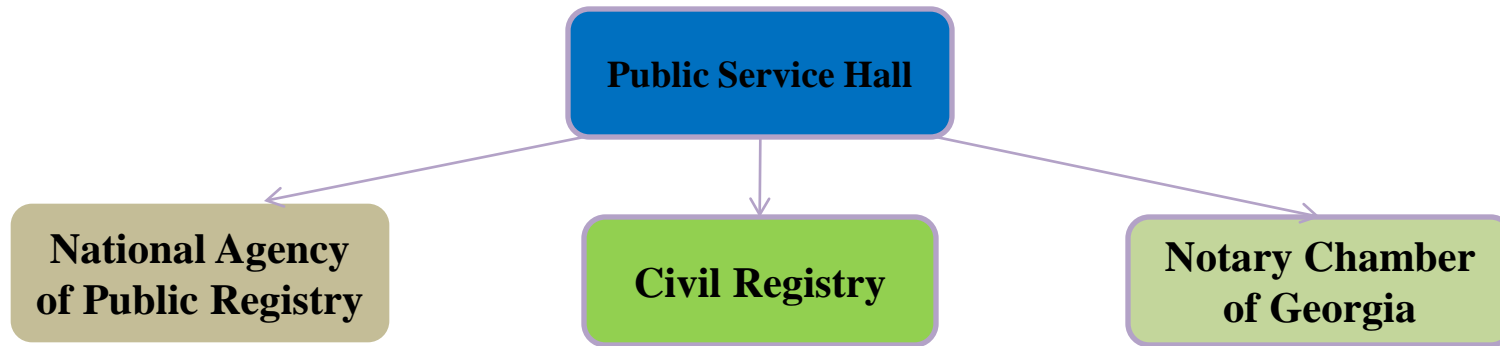 Public Service Hall
National Agency
of Public Registry
Civil Registry
Notary Chamber
of Georgia